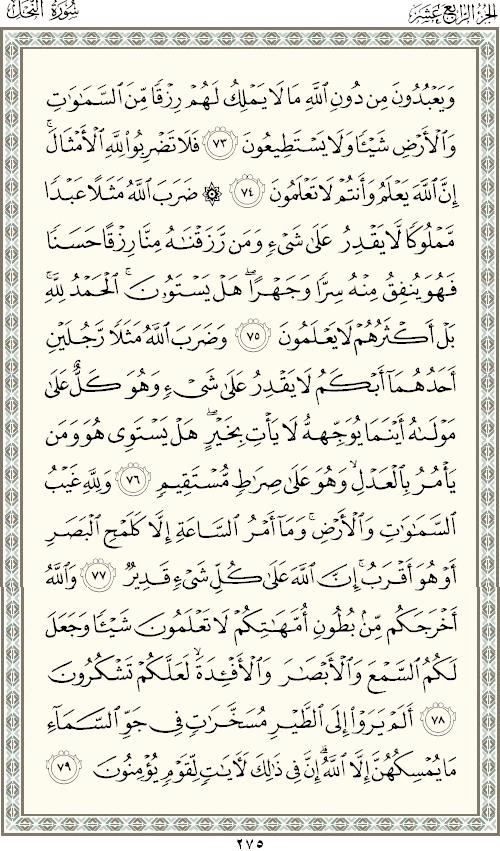 الجزء الرابع عشر
سورة النحل
وَيَعْبُدُونَ مِن دُونِ ٱللَّهِ مَا لَا يَمْلِكُ لَهُمْ رِزْقًا مِّنَ ٱلسَّمَٰوَٰتِ
وَٱلْأَرْضِ شَيْـًٔا وَلَا يَسْتَطِيعُونَ ٧٣ فَلَا تَضْرِبُوا۟ لِلَّهِ ٱلْأَمْثَالَ ۚ
إِنَّ ٱللَّهَ يَعْلَمُ وَأَنتُمْ لَا تَعْلَمُونَ ٧٤ ۞ ضَرَبَ ٱللَّهُ مَثَلًا عَبْدًا
مَّمْلُوكًا لَّا يَقْدِرُ عَلَىٰ شَىْءٍ وَمَن رَّزَقْنَٰهُ مِنَّا رِزْقًا حَسَنًا
فَهُوَ يُنفِقُ مِنْهُ سِرًّا وَجَهْرًا ۖ هَلْ يَسْتَوُۥنَ ۚ ٱلْحَمْدُ لِلَّهِ ۚ
بَلْ أَكْثَرُهُمْ لَا يَعْلَمُونَ ٧٥ وَضَرَبَ ٱللَّهُ مَثَلًا رَّجُلَيْنِ
أَحَدُهُمَآ أَبْكَمُ لَا يَقْدِرُ عَلَىٰ شَىْءٍ وَهُوَ كَلٌّ عَلَىٰ
مَوْلَىٰهُ أَيْنَمَا يُوَجِّههُّ لَا يَأْتِ بِخَيْرٍ ۖ هَلْ يَسْتَوِى هُوَ وَمَن
يَأْمُرُ بِٱلْعَدْلِ ۙ وَهُوَ عَلَىٰ صِرَٰطٍ مُّسْتَقِيمٍ ٧٦ وَلِلَّهِ غَيْبُ
ٱلسَّمَٰوَٰتِ وَٱلْأَرْضِ ۚ وَمَآ أَمْرُ ٱلسَّاعَةِ إِلَّا كَلَمْحِ ٱلْبَصَرِ
أَوْ هُوَ أَقْرَبُ ۚ إِنَّ ٱللَّهَ عَلَىٰ كُلِّ شَىْءٍ قَدِيرٌ ٧٧ وَٱللَّهُ
أَخْرَجَكُم مِّنۢ بُطُونِ أُمَّهَٰتِكُمْ لَا تَعْلَمُونَ شَيْـًٔا وَجَعَلَ
لَكُمُ ٱلسَّمْعَ وَٱلْأَبْصَٰرَ وَٱلْأَفْـِٔدَةَ ۙ لَعَلَّكُمْ تَشْكُرُونَ
٧٨ أَلَمْ يَرَوْا۟ إِلَى ٱلطَّيْرِ مُسَخَّرَٰتٍ فِى جَوِّ ٱلسَّمَآءِ
مَا يُمْسِكُهُنَّ إِلَّا ٱللَّهُ ۗ إِنَّ فِى ذَٰلِكَ لَءَايَٰتٍ لِّقَوْمٍ يُؤْمِنُونَ ٧٩
٢٧٥